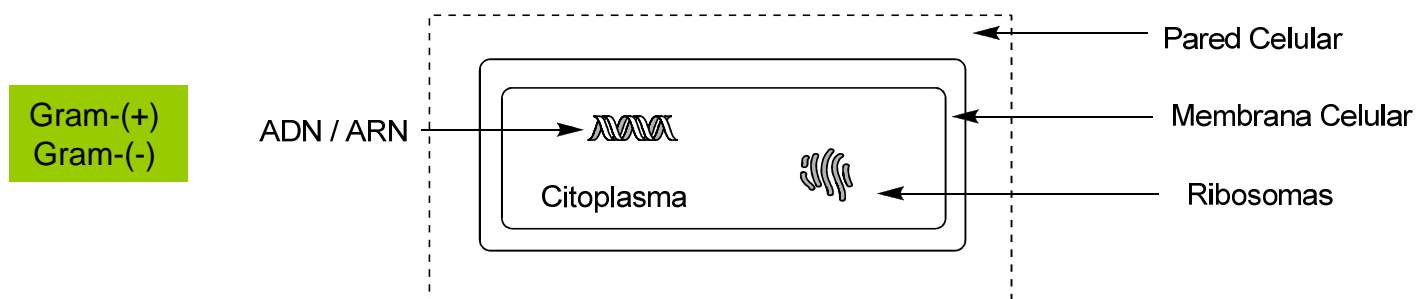 Pared Celular
Gram-(+)
Gram-(-)
ADN / ARN
Membrana Celular
Citoplasma
Ribosomas